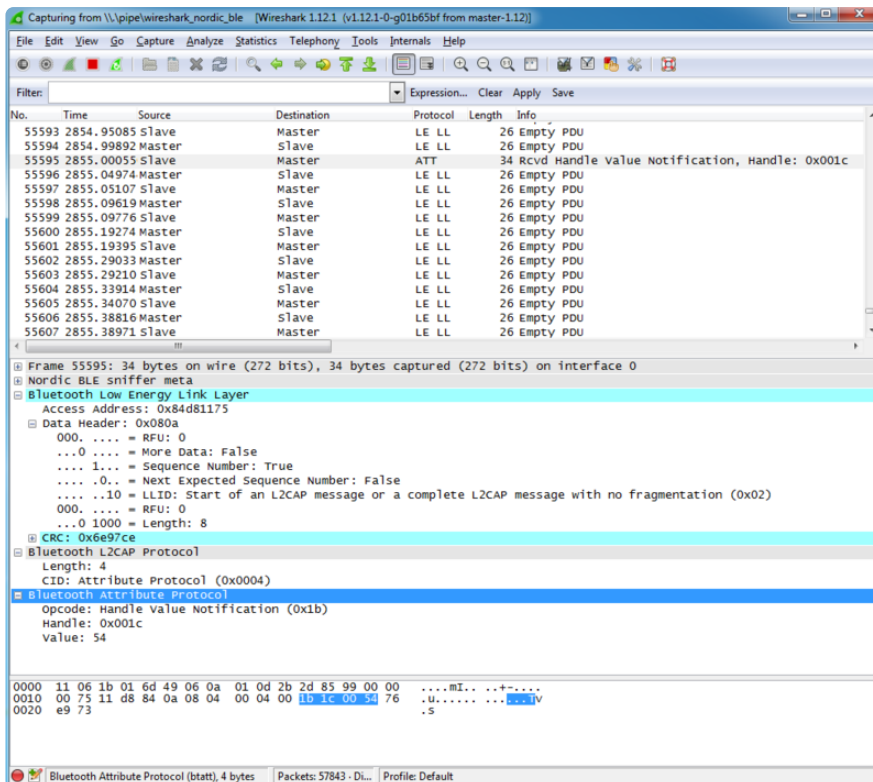 Capturing from \\.\pipe\wireshark_nordic_ble [Wireshark 1.12.1 (v1.12.1-0-g01b65bf from master-1.12)]
File Edit View Go Capture Analyze Statistics Telephony Tools Internals Help
Filter: Expression... Clear Apply Save
No. Time Source Destination Protocol Length Info
55593 2854.95085 Slave Master LE LL 26 Empty PDU
55594 2854.99892 Master Slave LE LL 26 Empty PDU
55595 2855.00055 Slave Master ATT 34 Rcvd Handle Value Notification, Handle: 0x001c
55596 2855.04974 Master Slave LE LL 26 Empty PDU
55597 2855.05107 Slave Master LE LL 26 Empty PDU
55598 2855.09619 Master Slave LE LL 26 Empty PDU
55599 2855.09776 Slave Master LE LL 26 Empty PDU
55600 2855.19274 Master Slave LE LL 26 Empty PDU
55601 2855.19395 Slave Master LE LL 26 Empty PDU
55602 2855.29033 Master Slave LE LL 26 Empty PDU
55603 2855.29210 Slave Master LE LL 26 Empty PDU
55604 2855.33914 Master Slave LE LL 26 Empty PDU
55605 2855.34070 Slave Master LE LL 26 Empty PDU
55606 2855.38816 Master Slave LE LL 26 Empty PDU
55607 2855.38971 Slave Master LE LL 26 Empty PDU
Frame 55595: 34 bytes on wire (272 bits), 34 bytes captured (272 bits) on interface 0
Nordic BLE sniffer meta
Bluetooth Low Energy Link Layer
Access Address: 0x84d81175
Data Header: 0x080a
000. .... = RFU: 0
...0 .... = More Data: False
.... 1... = Sequence Number: True
.... .0.. = Next Expected Sequence Number: False
.... ..10 = LLID: Start of an L2CAP message or a complete L2CAP message with no fragmentation (0x02)
000. .... = RFU: 0
...0 1000 = Length: 8
CRC: 0x6e97ce
Bluetooth L2CAP Protocol
Length: 4
CID: Attribute Protocol (0x0004)
Bluetooth Attribute Protocol
Opcode: Handle Value Notification (0x1b)
Handle: 0x001c
Value: 54
0000 11 06 1b 01 6d 49 06 0a 01 0d 2b 2d 85 99 00 00 ....mI.. ..+-....
0010 00 75 11 d8 84 0a 08 04 00 04 00 1b 1c 00 54 76 .u...... ......Tv
0020 e9 73 .s
Bluetooth Attribute Protocol (btatt), 4 bytes Packets: 57843 · Di... Profile: Default